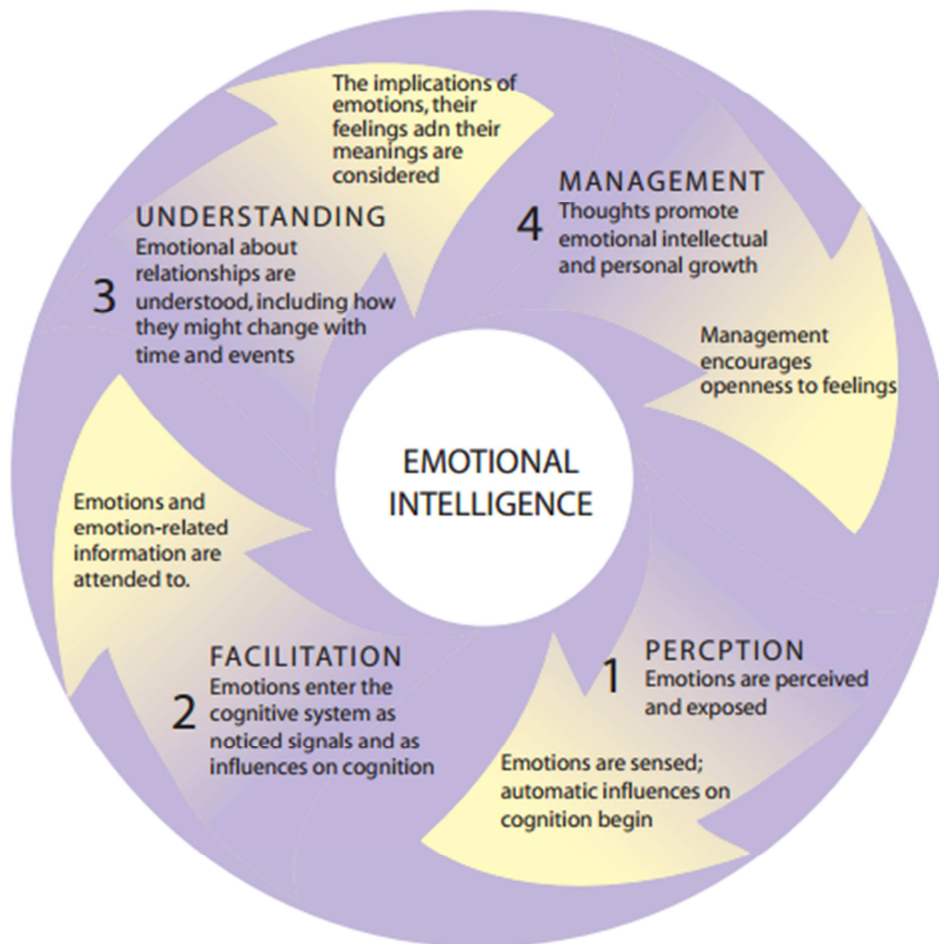 The implications of
emotions, their
feelings adn their
meanings are
considered
MANAGEMENT
4
Thoughts promote
emotional intellectual
and personal growth
UNDERSTANDING
3
Emotional about
relationships are
understood, including how
they might change with
time and events
Management
encourages
openness to feelings
EMOTIONAL
INTELLIGENCE
Emotions and
emotion-related
information are
attended to.
FACILITATION
2
Emotions enter the
cognitive system as
noticed signals and as
influences on cognition
PERCPTION
1
Emotions are perceived
and exposed
Emotions are sensed;
automatic influences on
cognition begin